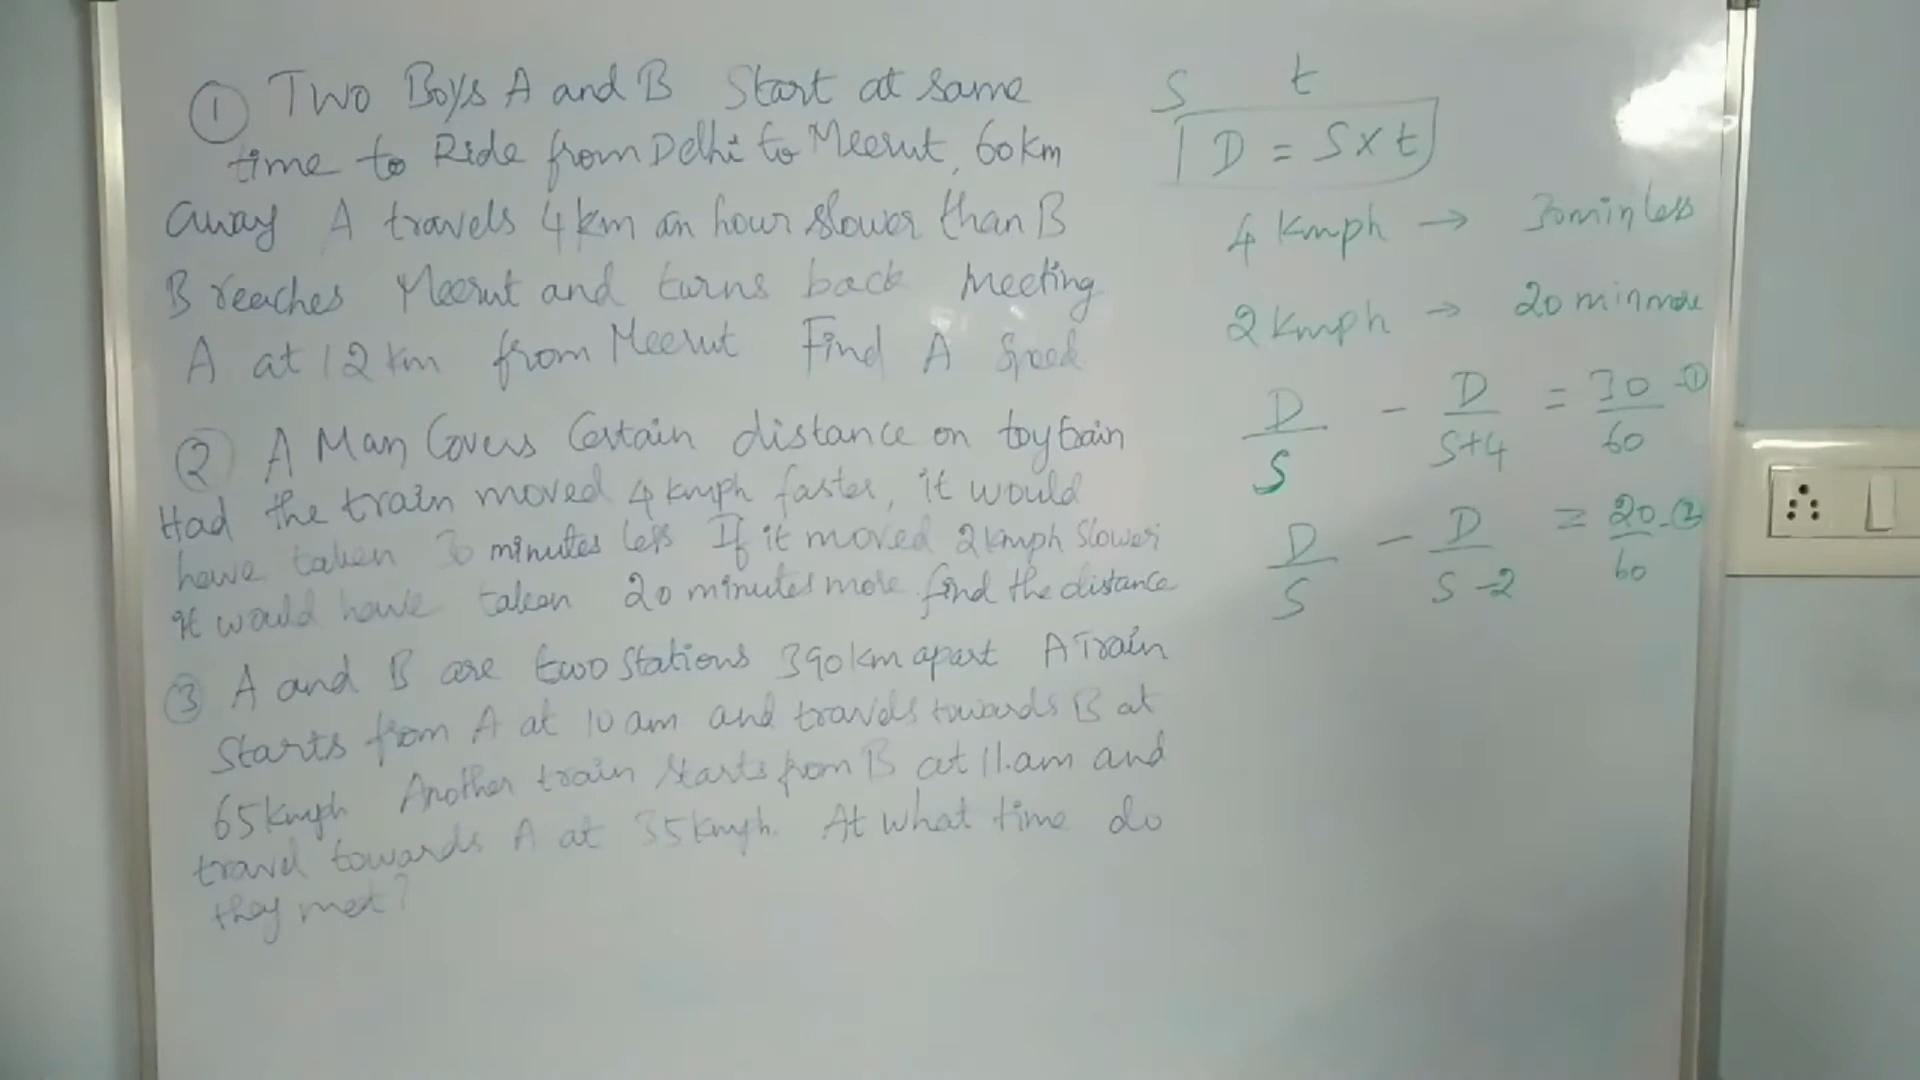 ① Two Boys A and B Start at same
time to Ride from Delhi to Meerut, 60km
away A travels 4km an hour slower than B
B reaches Meerut and turns back meeting
A at 12 km from Meerut Find A Speed
② A Man Covers Certain distance on toy train
Had the train moved 4 kmph faster, it would
have taken 30 minutes less If it moved 2kmph slower
it would have taken 20 minutes more find the distance
③ A and B are two stations 390km apart A Train
Starts from A at 10 am and travels towards B at
65kmph Another train starts from B at 11.am and
travel towards A at 35kmph. At what time do
they met?
S t
D = S x t
4 kmph → 30min less
2 kmph → 20 min more
D/S - D/S+4 = 30/60 -①
D/S - D/S-2 = 20/60 -②